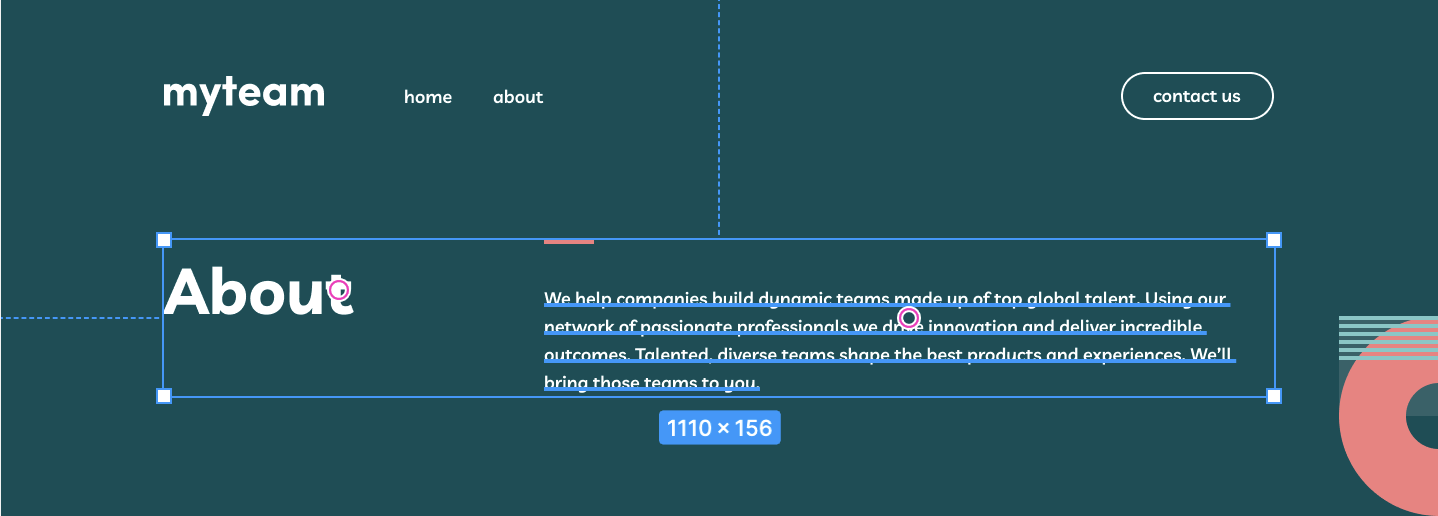 myteam
home
about
contact us
About
We help companies build dynamic teams made up of top global talent. Using our
network of passionate professionals we drive innovation and deliver incredible
outcomes. Talented, diverse teams shape the best products and experiences. We’ll
bring those teams to you.
1110 × 156